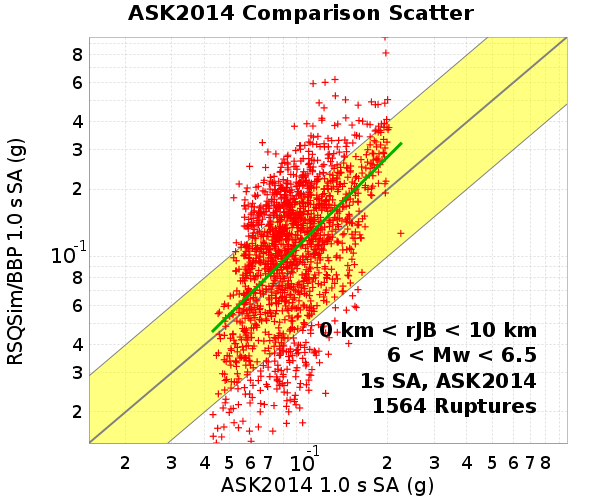 ASK2014 Comparison Scatter
RSQSim/BBP 1.0 s SA (g)
8
6
4
3
2
10-1
8
6
4
3
2
0 km < rJB < 10 km
6 < Mw < 6.5
1s SA, ASK2014
1564 Ruptures
2 3 4 5 6 7 10-1 2 3 4 5 6 7 8
ASK2014 1.0 s SA (g)